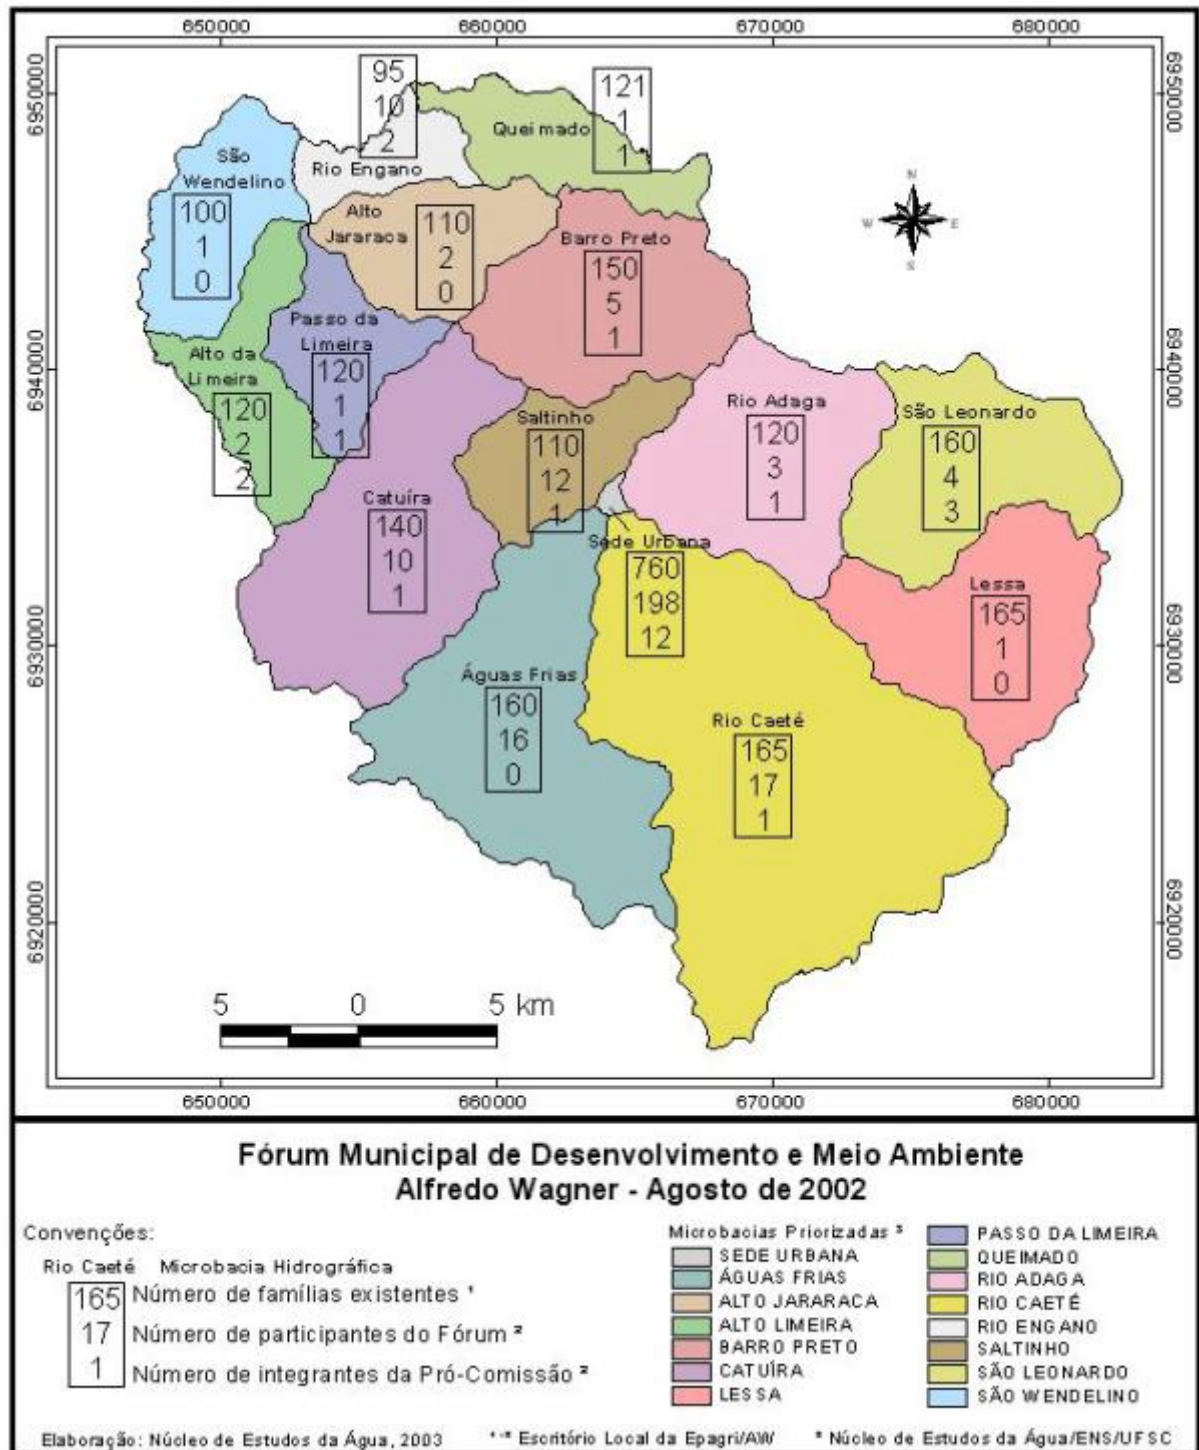 650000 660000 670000 680000
6950000
6940000
6930000
6920000
6950000
6940000
6930000
6920000
95
10
2
121
1
1
Queimado
Rio Engano
São
Wendelino
100
1
0
Alto
Jararaca
110
2
0
Barro Preto
150
5
1
N
W E
S
Passo da
Limeira
120
1
1
Alto da
Limeira
120
2
2
Saltinho
110
12
1
Rio Adaga
120
3
1
São Leonardo
160
4
3
Catuíra
140
10
1
Sede Urbana
760
198
12
Lessa
165
1
0
Águas Frias
160
16
0
Rio Caeté
165
17
1
5 0 5 km
650000 660000 670000 680000
Fórum Municipal de Desenvolvimento e Meio Ambiente
Alfredo Wagner - Agosto de 2002
Convenções:
Rio Caeté Microbacia Hidrográfica
165 Número de famílias existentes ¹
17 Número de participantes do Fórum ²
1 Número de integrantes da Pró-Comissão ²
Microbacias Priorizadas ³
SEDE URBANA
ÁGUAS FRIAS
ALTO JARARACA
ALTO LIMEIRA
BARRO PRETO
CATUÍRA
LESSA
PASSO DA LIMEIRA
QUEIMADO
RIO ADAGA
RIO CAETÉ
RIO ENGANO
SALTINHO
SÃO LEONARDO
SÃO WENDELINO
Elaboração: Núcleo de Estudos da Água, 2003 Escritório Local da Epagri/AW Núcleo de Estudos da Água/ENS/UFSC